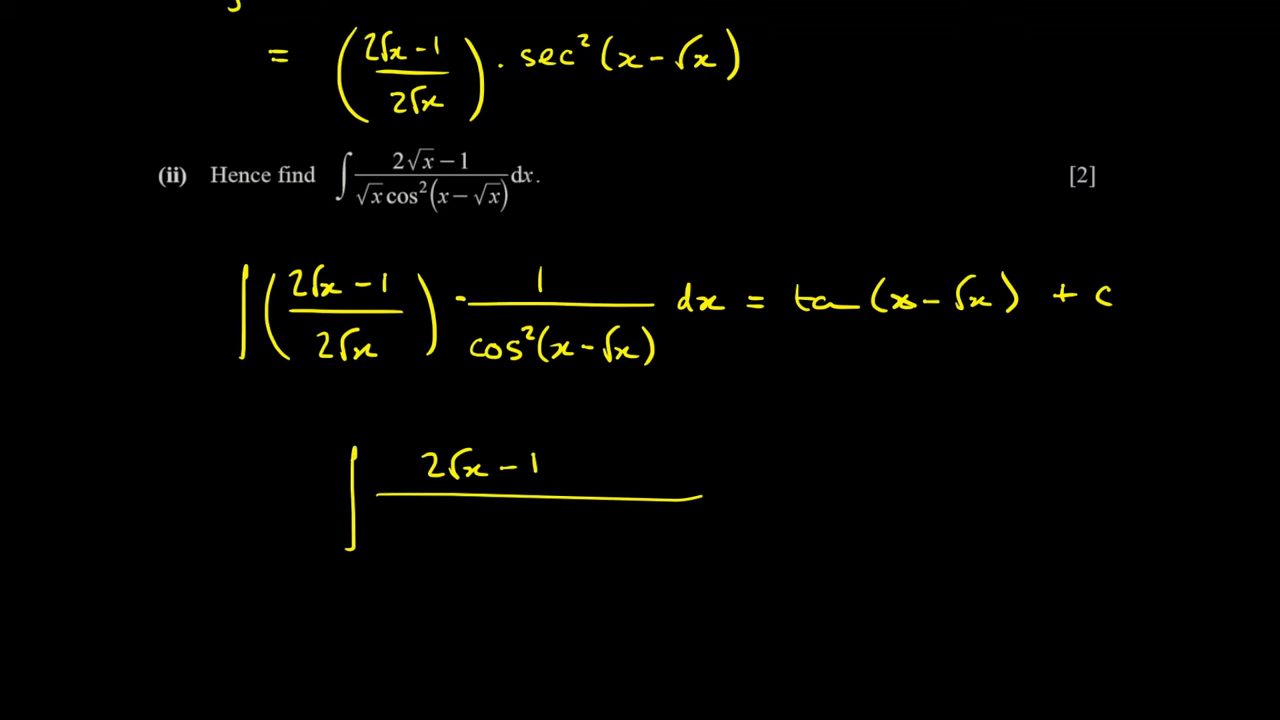 = ((2√x - 1)/(2√x)) . sec²(x - √x)
(ii) Hence find ∫ (2√x - 1)/(√x cos²(x - √x)) dx. [2]
∫ ((2√x - 1)/(2√x)) · 1/(cos²(x - √x)) dx = tan(x - √x) + c
∫ 2√x - 1